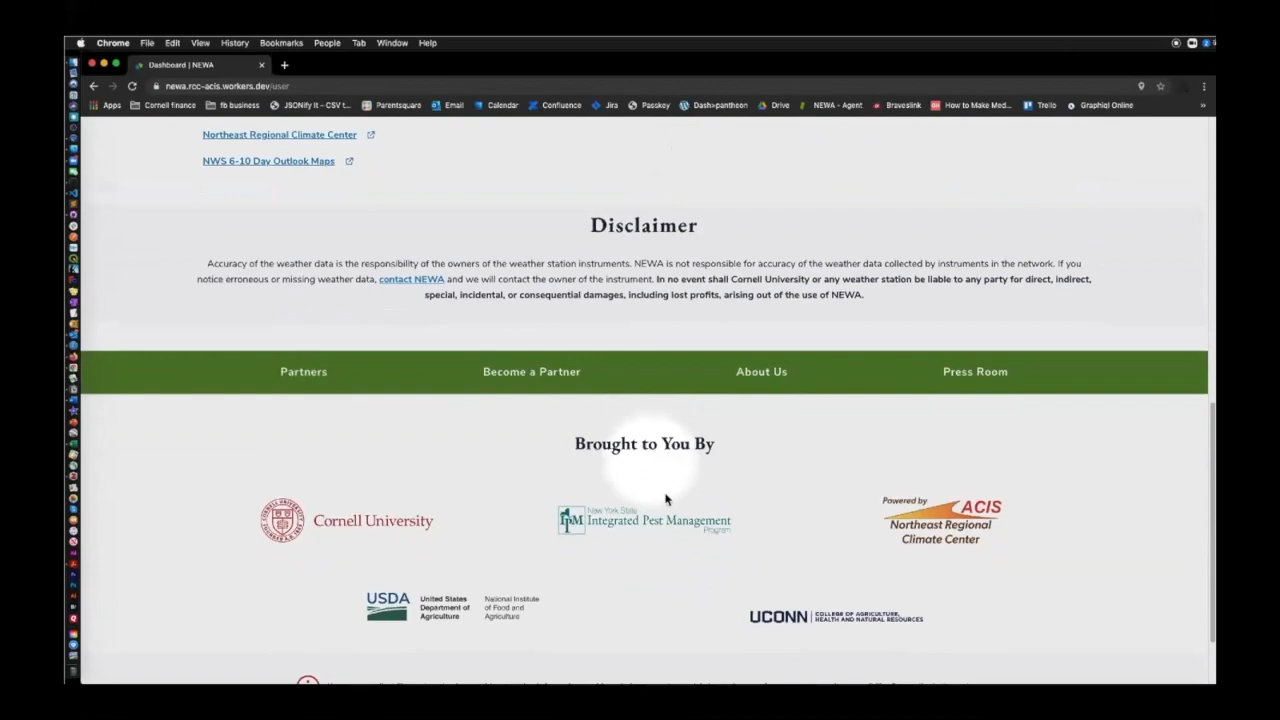 Chrome File Edit View History Bookmarks People Tab Window Help
Dashboard | NEWA
newa.rcc-acis.workers.dev/user
Apps Cornell finance fb business JSONify It – CSV t... Parentsquare Email Calendar Confluence Jira Passkey Dash>pantheon Drive NEWA - Agent Braveslink How to Make Med... Trello Graphiql Online
Northeast Regional Climate Center
NWS 6-10 Day Outlook Maps
Disclaimer
Accuracy of the weather data is the responsibility of the owners of the weather station instruments. NEWA is not responsible for accuracy of the weather data collected by instruments in the network. If you
notice erroneous or missing weather data, contact NEWA and we will contact the owner of the instrument. In no event shall Cornell University or any weather station be liable to any party for direct, indirect,
special, incidental, or consequential damages, including lost profits, arising out of the use of NEWA.
Partners Become a Partner About Us Press Room
Brought to You By
Cornell University
New York State
IPM Integrated Pest Management
Program
Powered by ACIS
Northeast Regional
Climate Center
USDA United States Department of Agriculture National Institute of Food and Agriculture
UCONN COLLEGE OF AGRICULTURE, HEALTH AND NATURAL RESOURCES